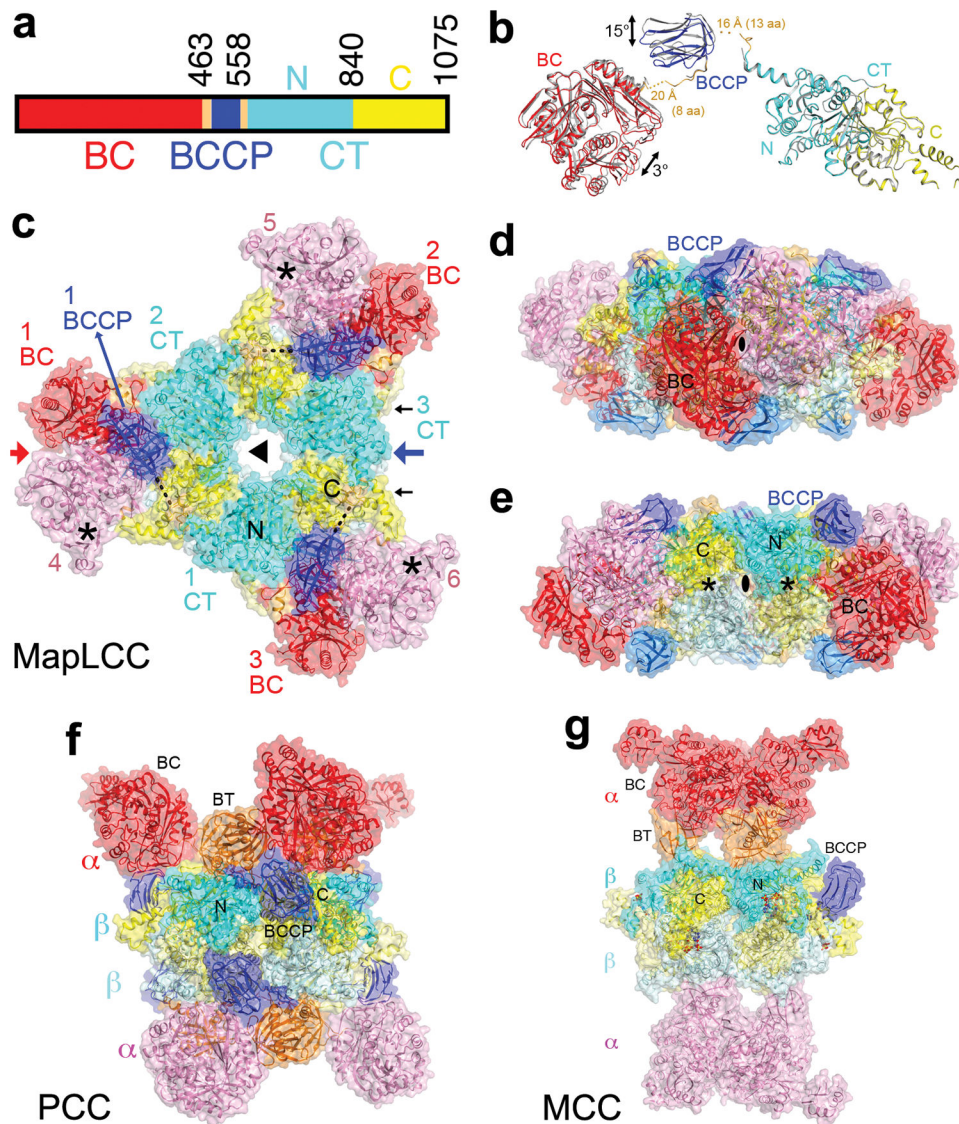 a
463
558
N
840
C
1075
BC
BCCP
CT
b
15°
16 Å (13 aa)
BC
BCCP
CT
20 Å
(8 aa)
N
C
3°
c
5
*
2
BC
1
BCCP
2
CT
1
BC
3
CT
C
*
4
N
*
6
1
CT
3
BC
MapLCC
d
BCCP
BC
e
BCCP
C
N
*
*
BC
f
BC
BT
α
N
C
β
BCCP
β
α
PCC
g
BC
α
BT
BCCP
β
N
C
β
α
MCC